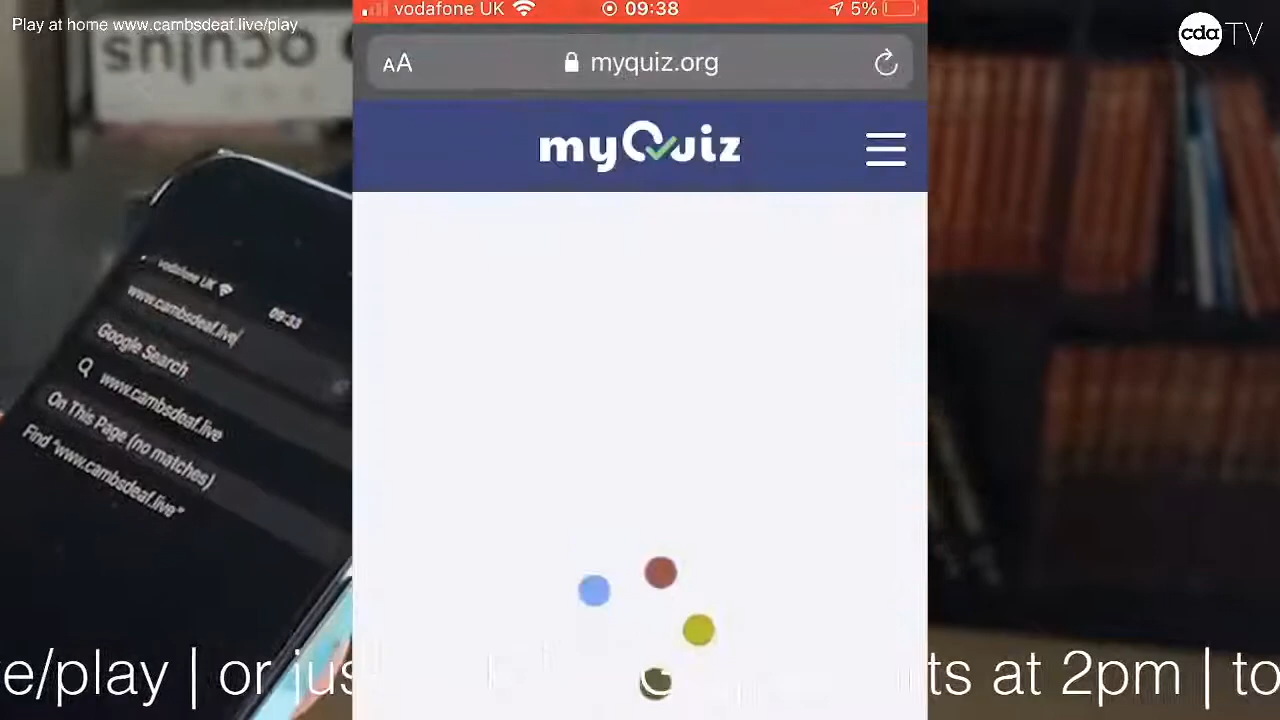 Play at home www.cambsdeaf.live/play
vodafone UK
09:38
5%
cda TV
AA
myquiz.org
myQuiz
vodafone UK
09:33
www.cambsdeaf.live
Google Search
www.cambsdeaf.live
On This Page (no matches)
Find "www.cambsdeaf.live"
e/play | or jus
ts at 2pm | to